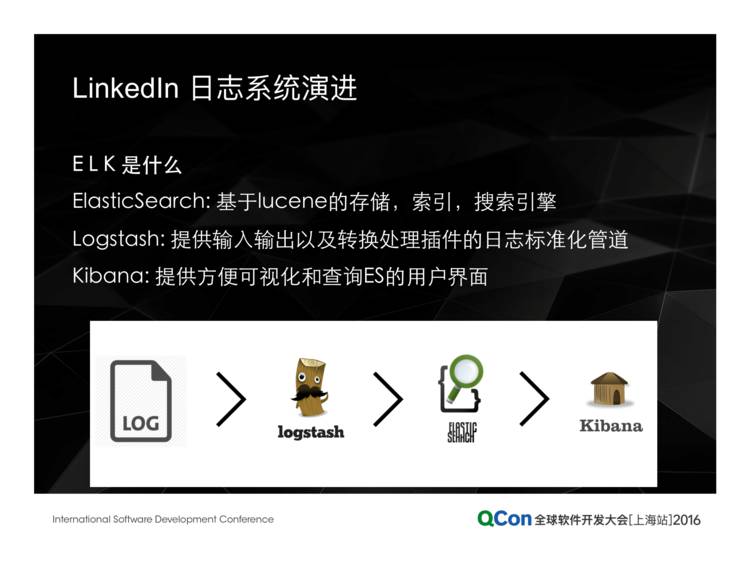 LinkedIn 日志系统演进
E L K 是什么
ElasticSearch: 基于lucene的存储，索引，搜索引擎
Logstash: 提供输入输出以及转换处理插件的日志标准化管道
Kibana: 提供方便可视化和查询ES的用户界面
LOG
logstash
ELASTIC
SEARCH
Kibana
International Software Development Conference
QCon 全球软件开发大会[上海站]2016